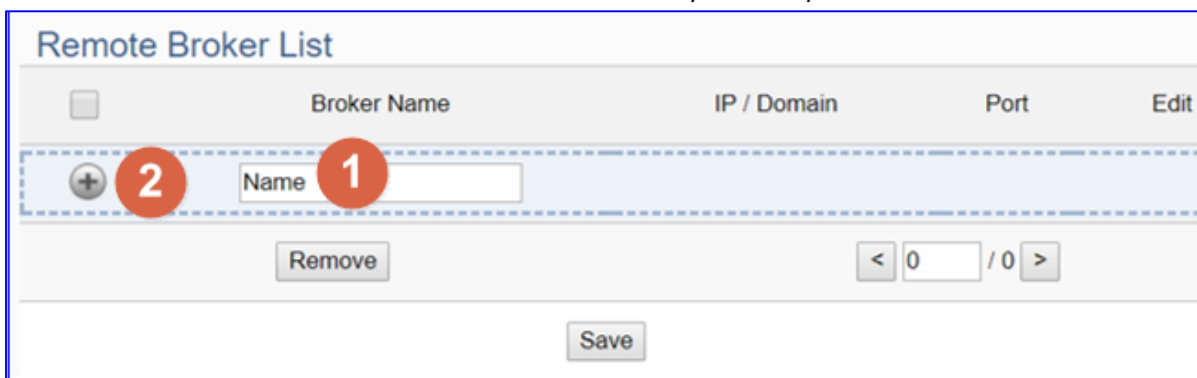 Remote Broker List
Broker Name IP / Domain Port Edit
2 Name 1
Remove < 0 / 0 >
Save